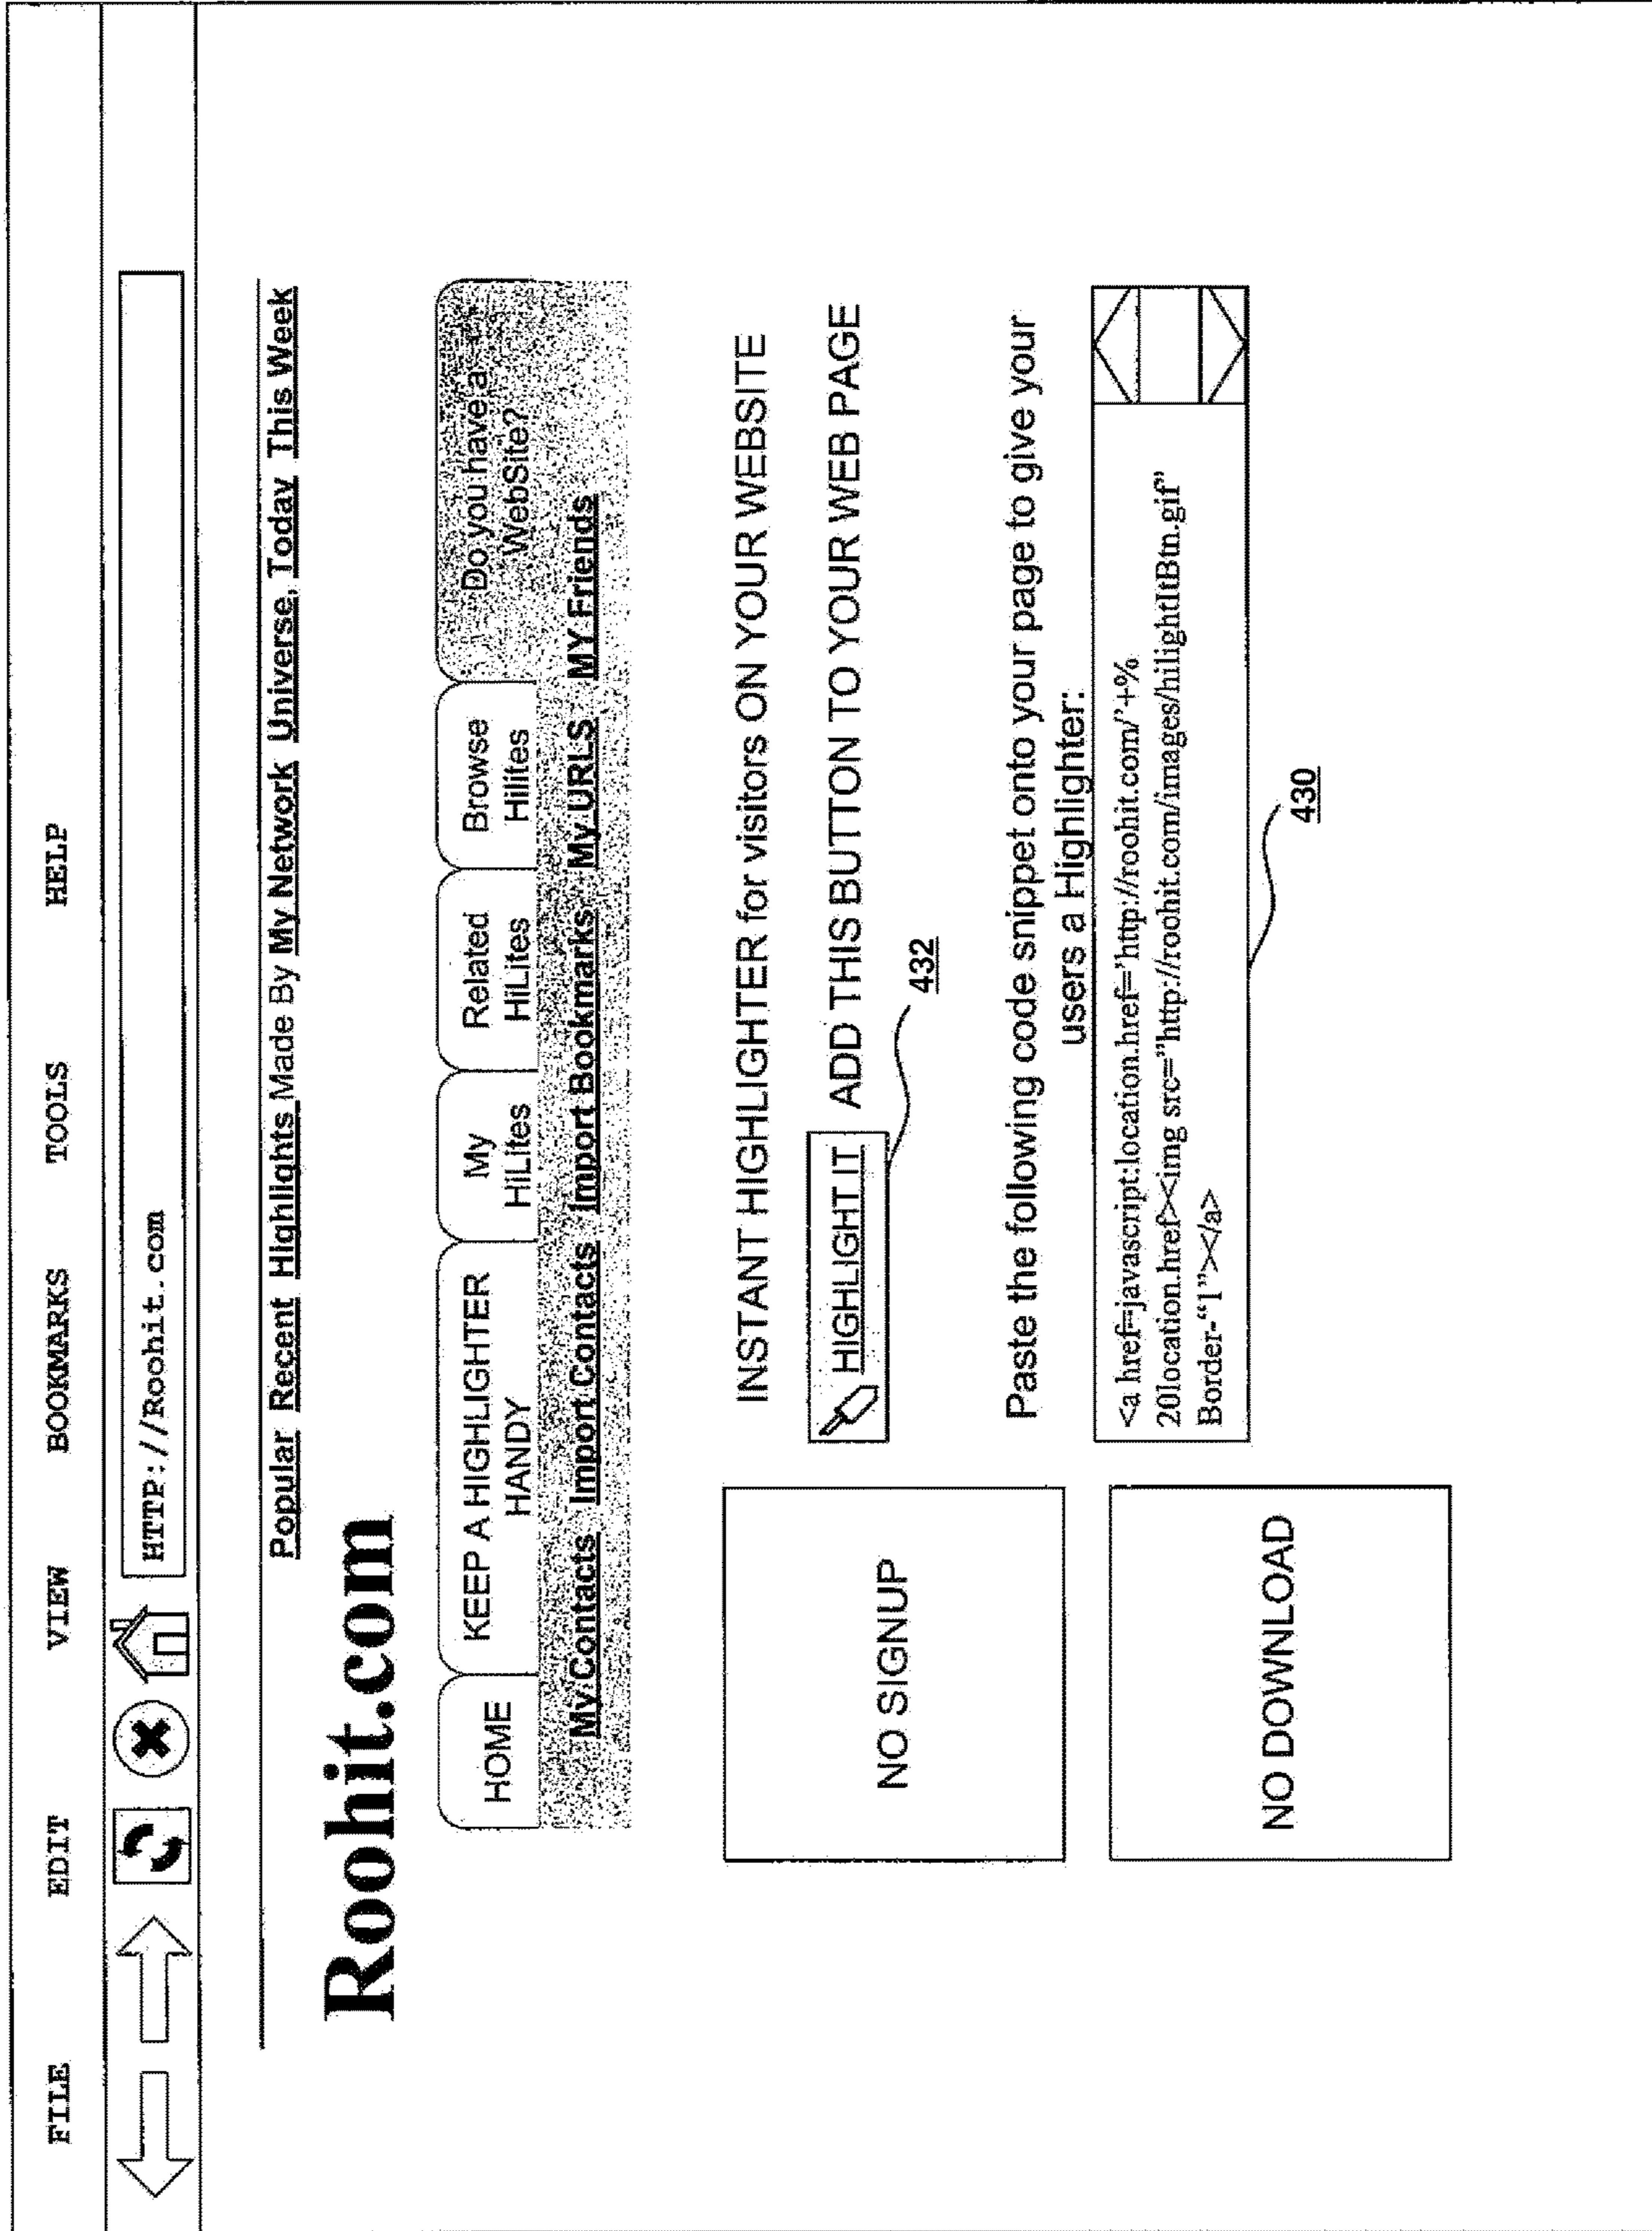 FILE EDIT VIEW BOOKMARKS TOOLS HELP
HTTP://Roohit.com
Popular Recent Highlights Made By My Network Universe, Today This Week
Roohit.com
HOME
KEEP A HIGHLIGHTER
HANDY
My
HiLites
Related
HiLites
Browse
Hilites
Do you have a
WebSite?
My Contacts Import Contacts Import Bookmarks My URLS MY Friends
NO SIGNUP
NO DOWNLOAD
INSTANT HIGHLIGHTER for visitors ON YOUR WEBSITE
HIGHLIGHT IT ADD THIS BUTTON TO YOUR WEB PAGE
432
Paste the following code snippet onto your page to give your
users a Highlighter:
<a href=javascript:location.href='http://roohit.com/'+%
20location.href><img src="http://roohit.com/images/hilightItBtn.gif"
Border-"1"></a>
430